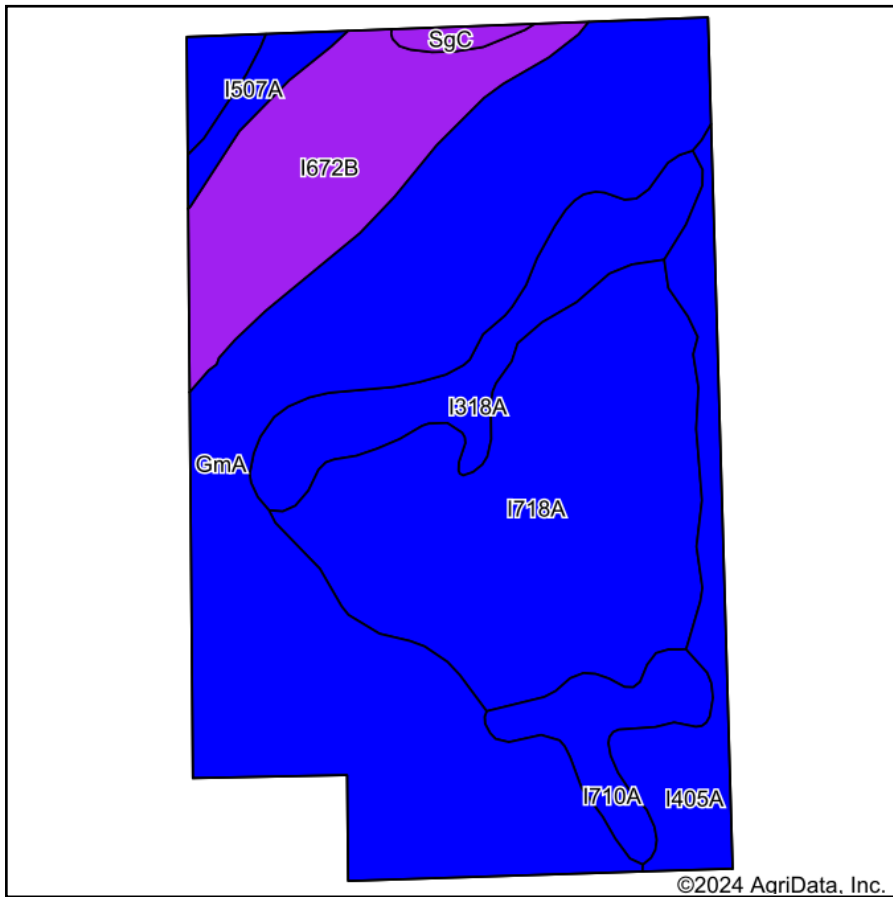 SgC
I507A
I672B
I318A
GmA
I718A
I710A
I405A
©2024 AgriData, Inc.